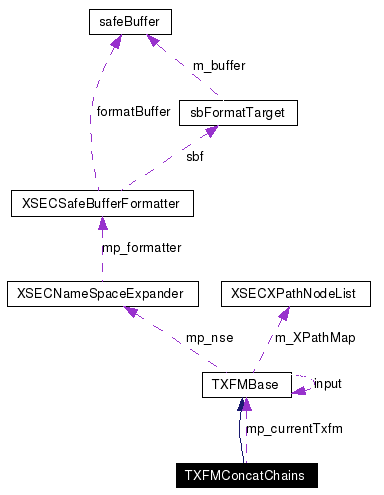 safeBuffer
m_buffer
formatBuffer
sbFormatTarget
sbf
XSECSafeBufferFormatter
mp_formatter
XSECNameSpaceExpander
XSECXPathNodeList
mp_nse
m_XPathMap
TXFMBase
input
mp_currentTxfm
TXFMConcatChains